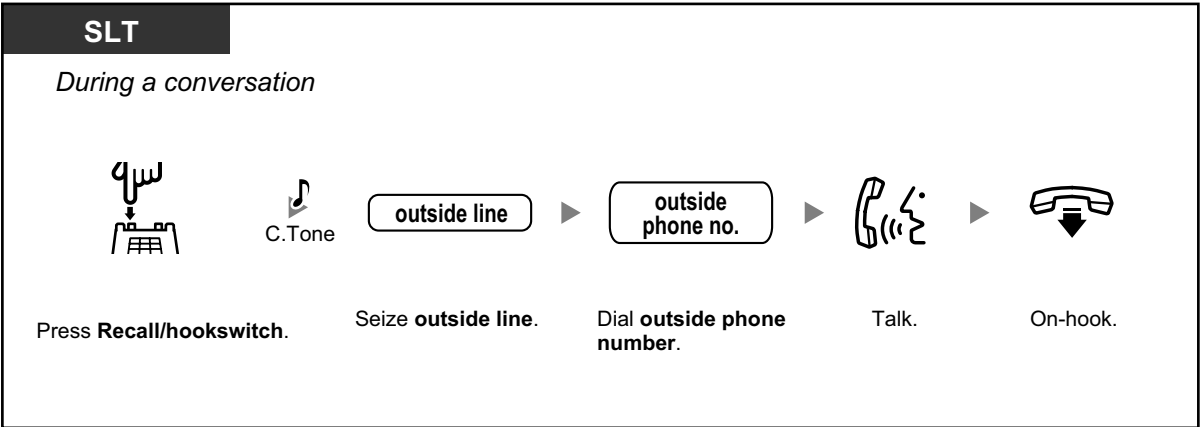 SLT
During a conversation
C.Tone
outside line
outside
phone no.
Press Recall/hookswitch.
Seize outside line.
Dial outside phone
number.
Talk.
On-hook.